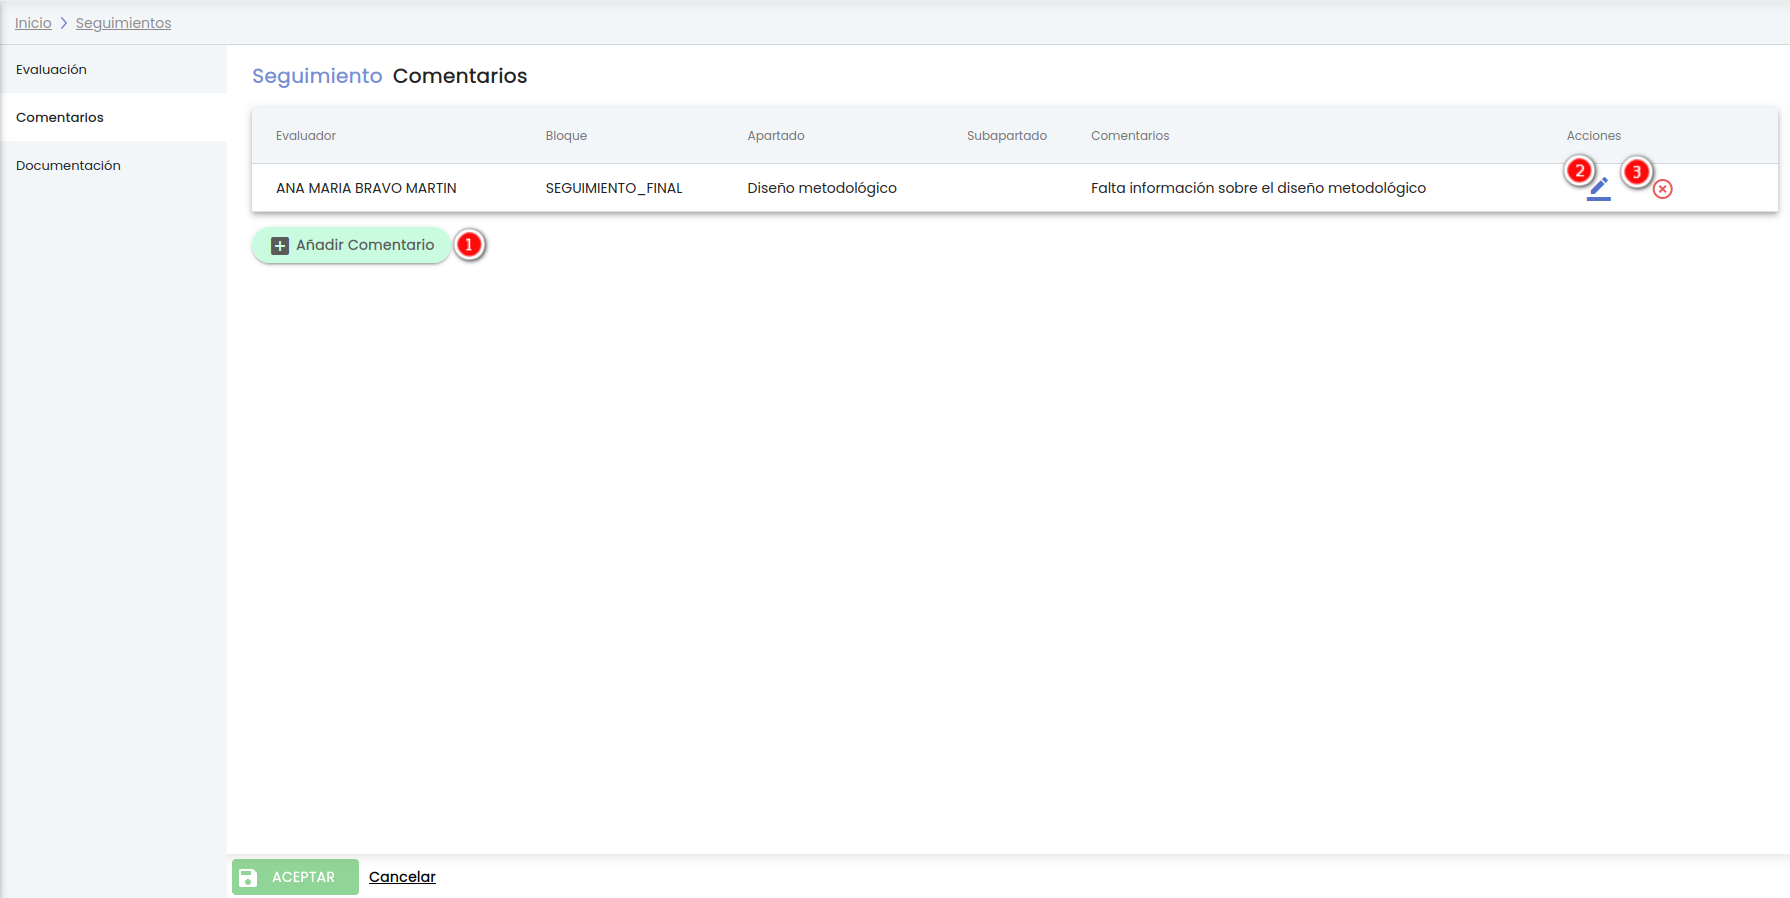 Inicio > Seguimientos
Evaluación
Comentarios
Documentación
Seguimiento Comentarios
Evaluador Bloque Apartado Subapartado Comentarios Acciones
ANA MARIA BRAVO MARTIN SEGUIMIENTO_FINAL Diseño metodológico Falta información sobre el diseño metodológico 2 3
Añadir Comentario 1
ACEPTAR Cancelar